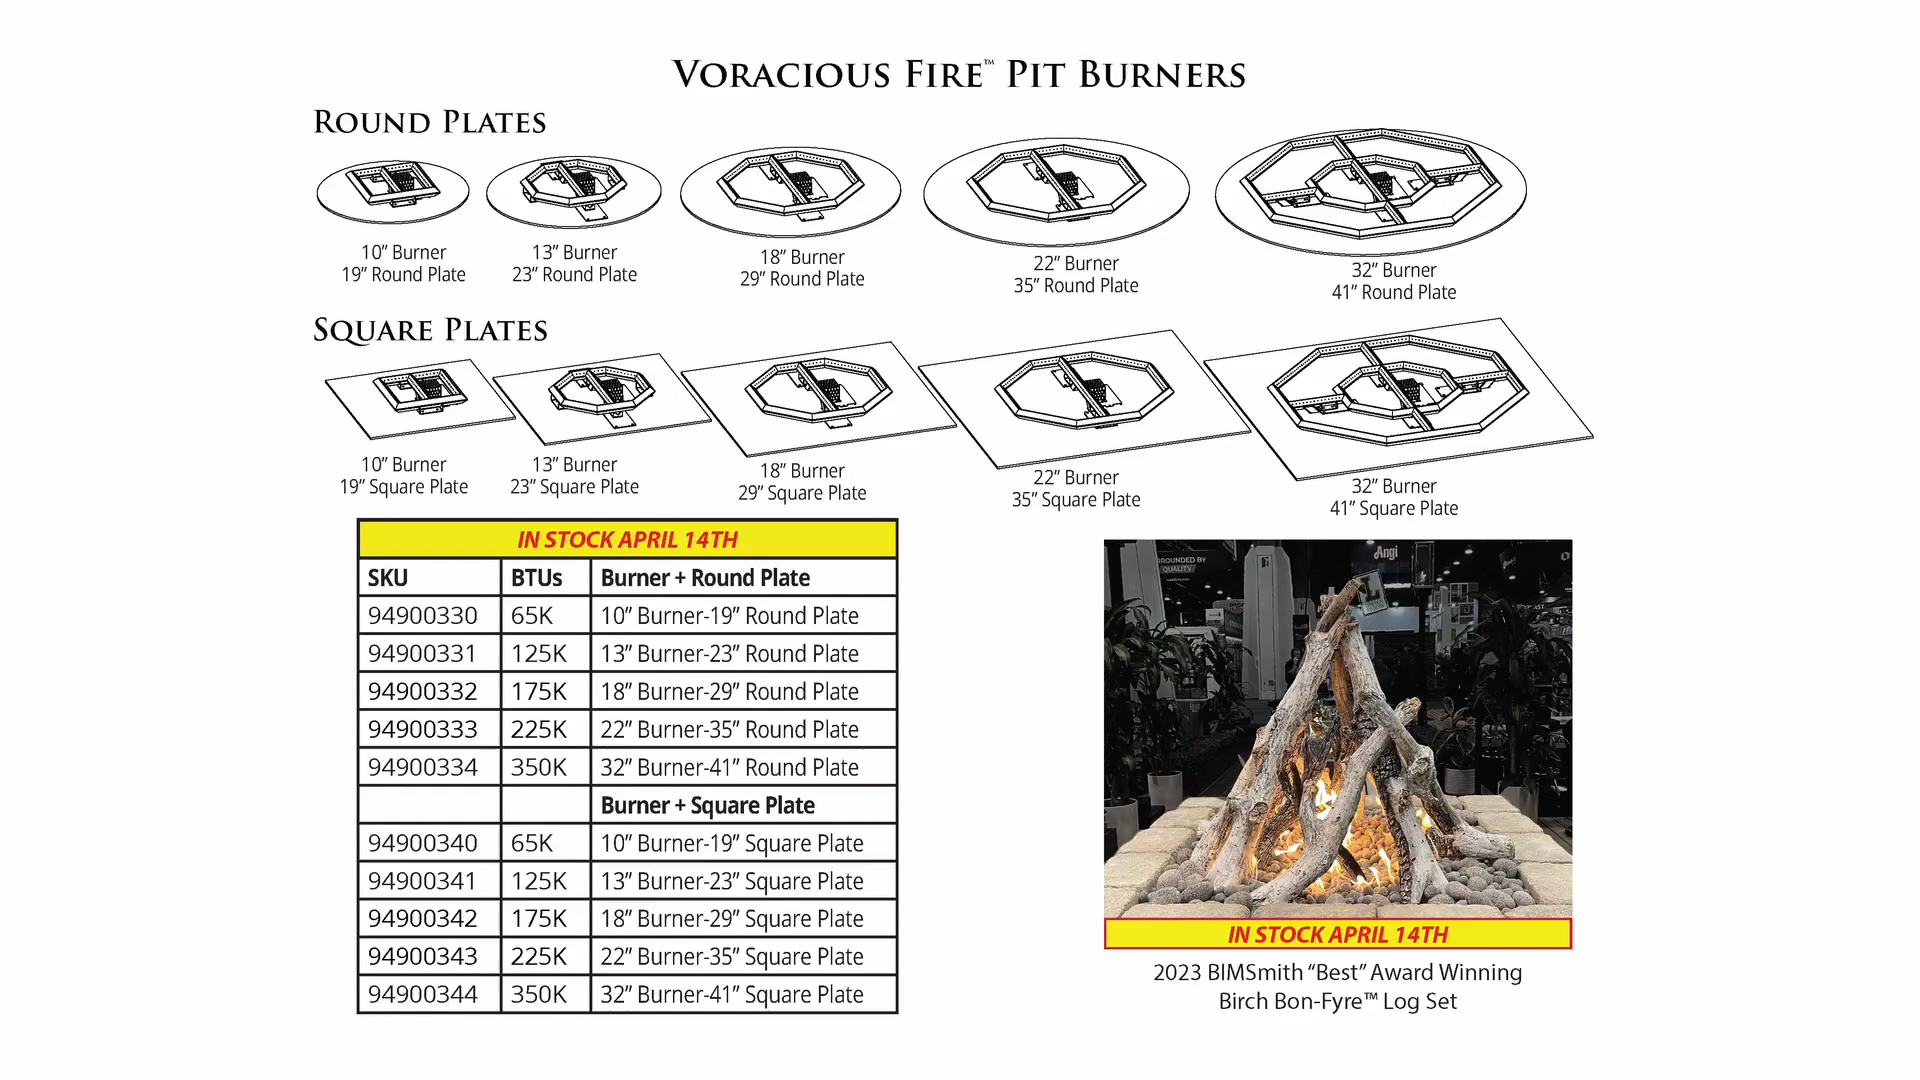 VORACIOUS FIRE™ PIT BURNERS
ROUND PLATES
10” Burner
19” Round Plate
13” Burner
23” Round Plate
18” Burner
29” Round Plate
22” Burner
35” Round Plate
32” Burner
41” Round Plate
SQUARE PLATES
10” Burner
19” Square Plate
13” Burner
23” Square Plate
18” Burner
29” Square Plate
22” Burner
35” Square Plate
32” Burner
41” Square Plate
IN STOCK APRIL 14TH
SKU BTUs Burner + Round Plate
94900330 65K 10” Burner-19” Round Plate
94900331 125K 13” Burner-23” Round Plate
94900332 175K 18” Burner-29” Round Plate
94900333 225K 22” Burner-35” Round Plate
94900334 350K 32” Burner-41” Round Plate
Burner + Square Plate
94900340 65K 10” Burner-19” Square Plate
94900341 125K 13” Burner-23” Square Plate
94900342 175K 18” Burner-29” Square Plate
94900343 225K 22” Burner-35” Square Plate
94900344 350K 32” Burner-41” Square Plate
Angi
ROUNDED BY
QUALITY
IN STOCK APRIL 14TH
2023 BIMSmith “Best” Award Winning
Birch Bon-Fyre™ Log Set